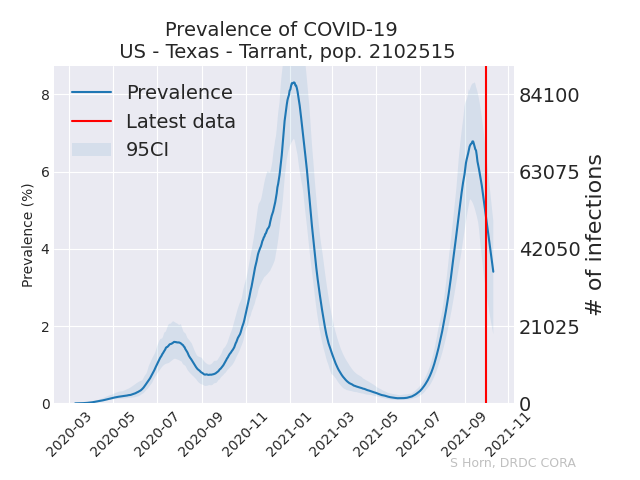 Prevalence of COVID-19
US - Texas - Tarrant, pop. 2102515
Prevalence
Latest data
95CI
Prevalence (%)
8
6
4
2
0
84100
63075
42050
21025
0
# of infections
2020-03
2020-05
2020-07
2020-09
2020-11
2021-01
2021-03
2021-05
2021-07
2021-09
2021-11
S Horn, DRDC CORA